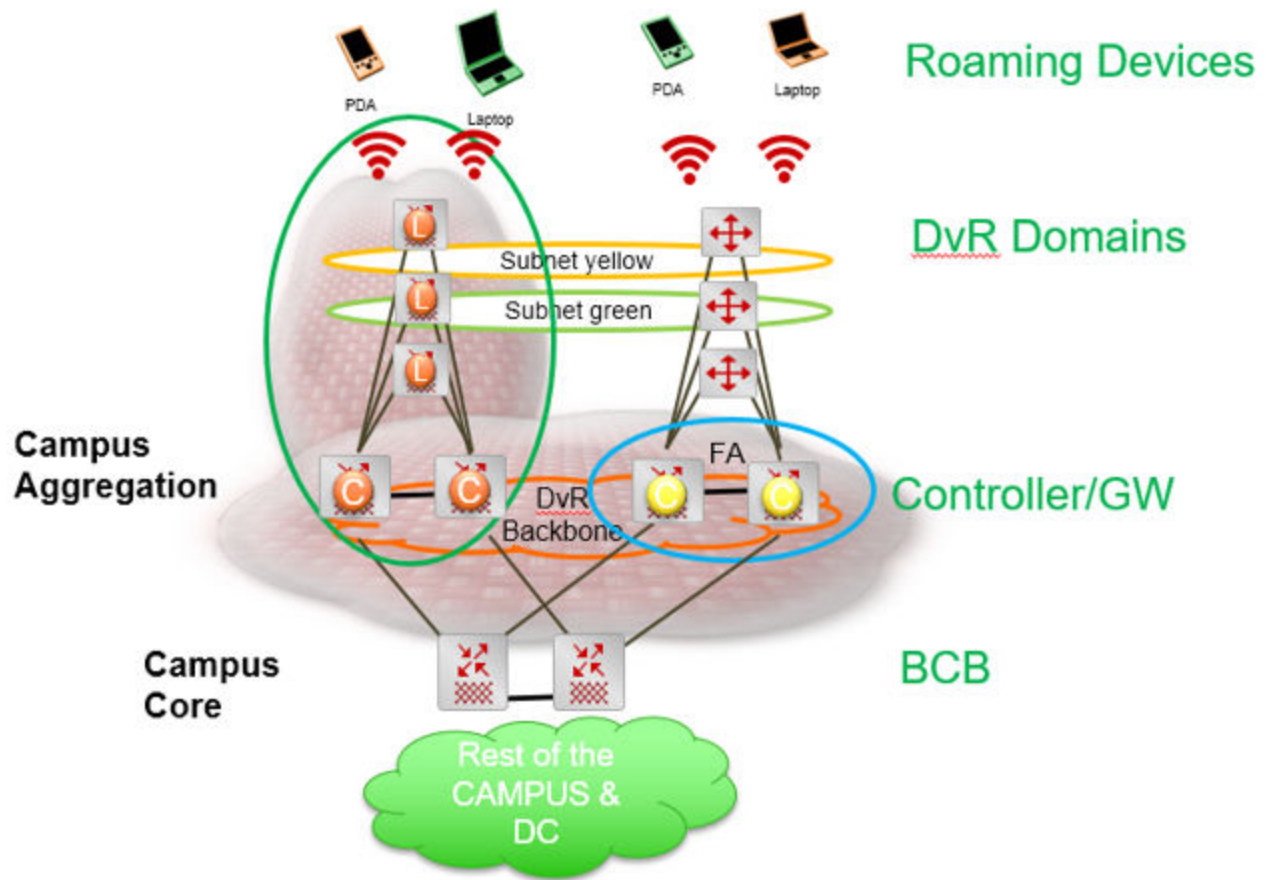 Roaming Devices
PDA
Laptop
PDA
Laptop
L
DvR Domains
Subnet yellow
L
Subnet green
L
Campus
Aggregation
FA
C
C
C
C
DvR
Backbone
Controller/GW
Campus
Core
BCB
Rest of the
CAMPUS &
DC